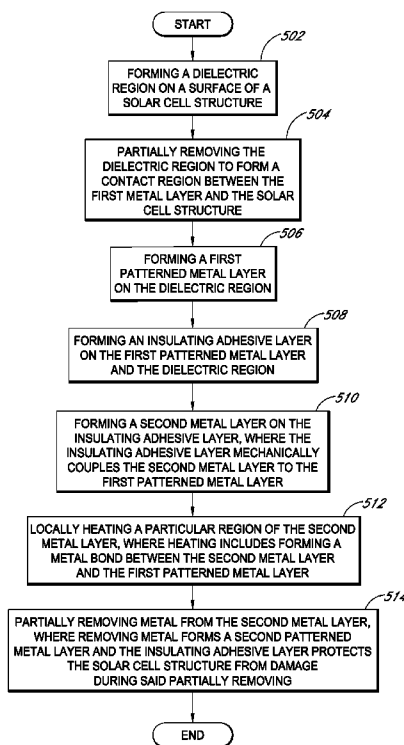 START
502
FORMING A DIELECTRIC
REGION ON A SURFACE OF A
SOLAR CELL STRUCTURE
504
PARTIALLY REMOVING THE
DIELECTRIC REGION TO FORM A
CONTACT REGION BETWEEN THE
FIRST METAL LAYER AND THE SOLAR
CELL STRUCTURE
506
FORMING A FIRST
PATTERNED METAL LAYER
ON THE DIELECTRIC REGION
508
FORMING AN INSULATING ADHESIVE LAYER
ON THE FIRST PATTERNED METAL LAYER
AND THE DIELECTRIC REGION
510
FORMING A SECOND METAL LAYER ON THE
INSULATING ADHESIVE LAYER, WHERE THE
INSULATING ADHESIVE LAYER MECHANICALLY
COUPLES THE SECOND METAL LAYER TO THE
FIRST PATTERNED METAL LAYER
512
LOCALLY HEATING A PARTICULAR REGION OF THE SECOND
METAL LAYER, WHERE HEATING INCLUDES FORMING A
METAL BOND BETWEEN THE SECOND METAL LAYER
AND THE FIRST PATTERNED METAL LAYER
514
PARTIALLY REMOVING METAL FROM THE SECOND METAL LAYER,
WHERE REMOVING METAL FORMS A SECOND PATTERNED
METAL LAYER AND THE INSULATING ADHESIVE LAYER PROTECTS
THE SOLAR CELL STRUCTURE FROM DAMAGE
DURING SAID PARTIALLY REMOVING
END